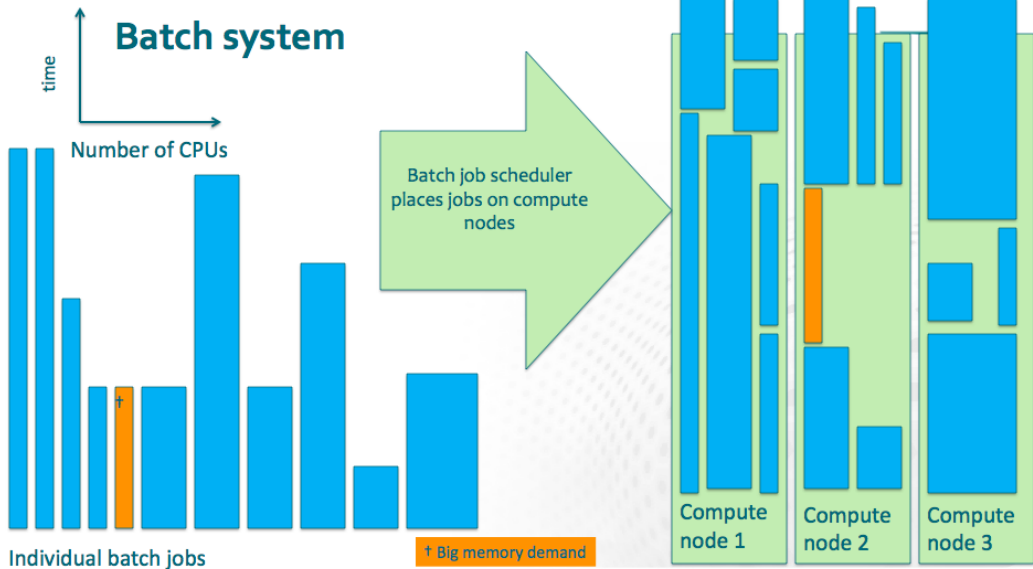 Batch system
time
Number of CPUs
Batch job scheduler
places jobs on compute
nodes
†
Individual batch jobs
† Big memory demand
Compute
node 1
Compute
node 2
Compute
node 3